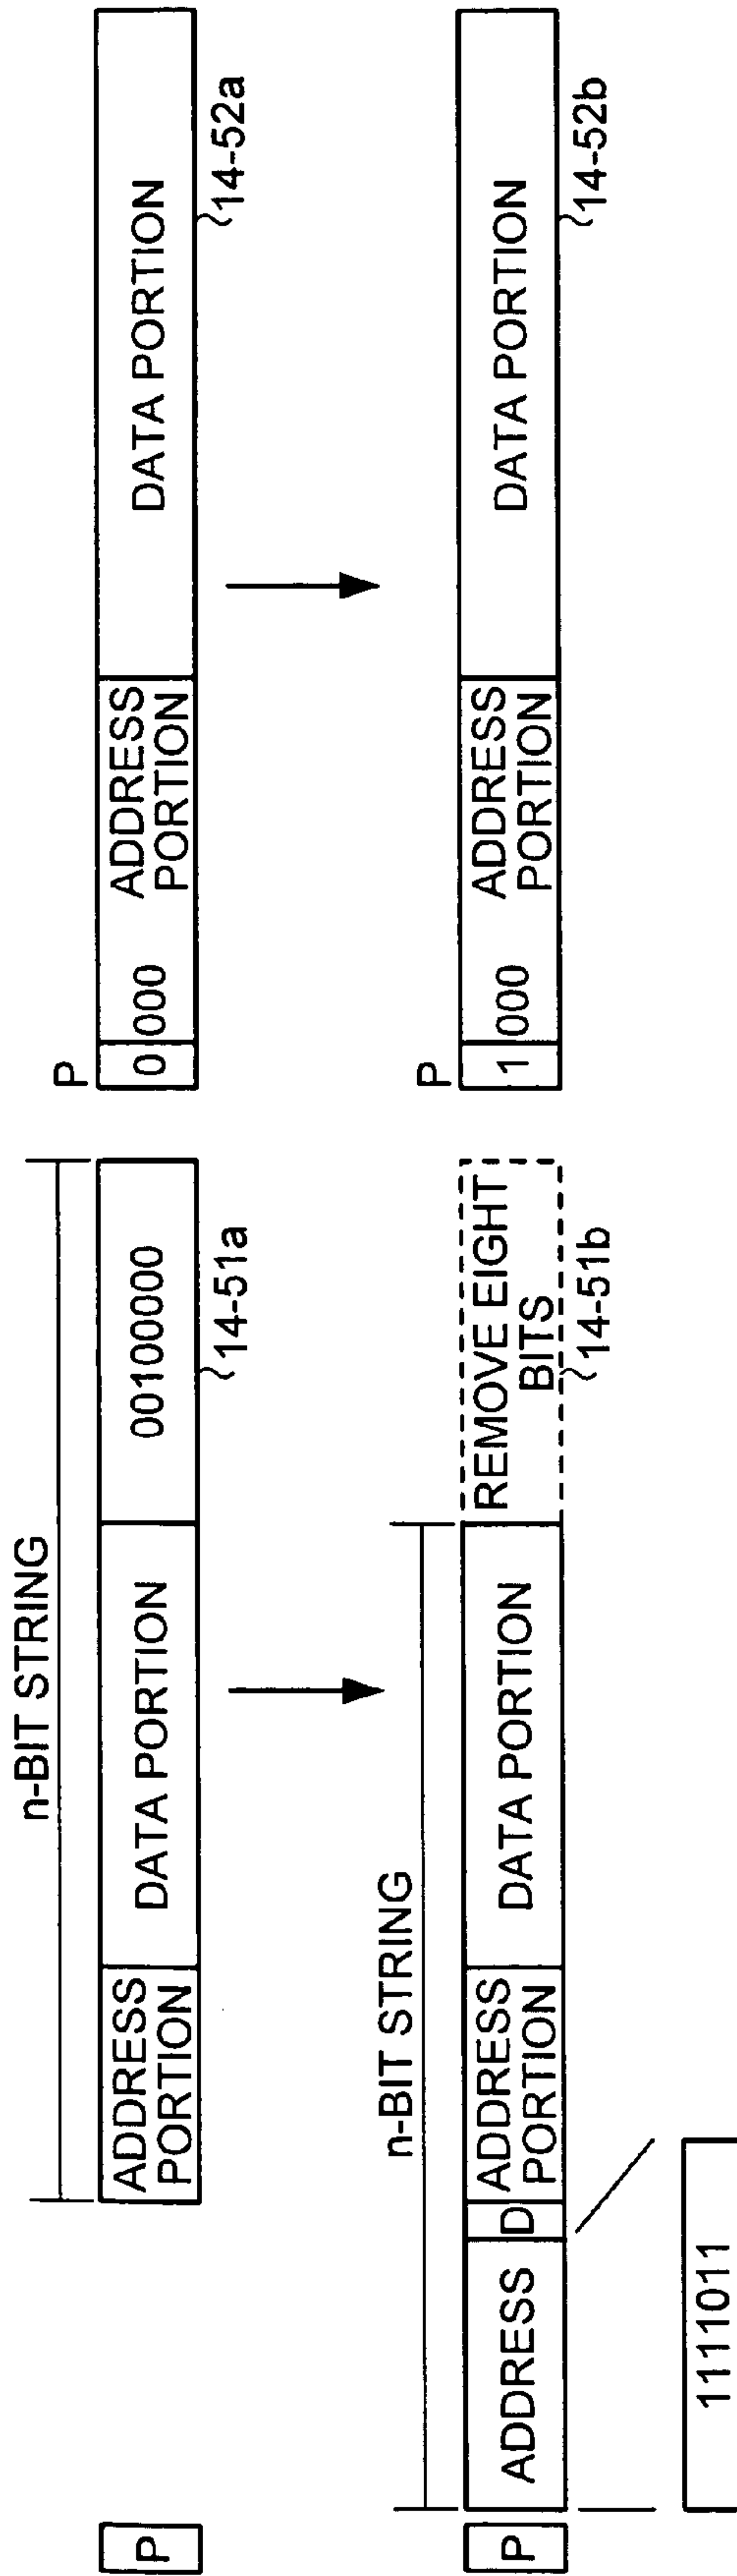 n-BIT STRING
P
ADDRESS
PORTION
DATA PORTION
00100000
14-51a
n-BIT STRING
P
ADDRESS
D
ADDRESS
PORTION
DATA PORTION
REMOVE EIGHT
BITS
14-51b
1111011
P
0
000
ADDRESS
PORTION
DATA PORTION
14-52a
P
1
000
ADDRESS
PORTION
DATA PORTION
14-52b